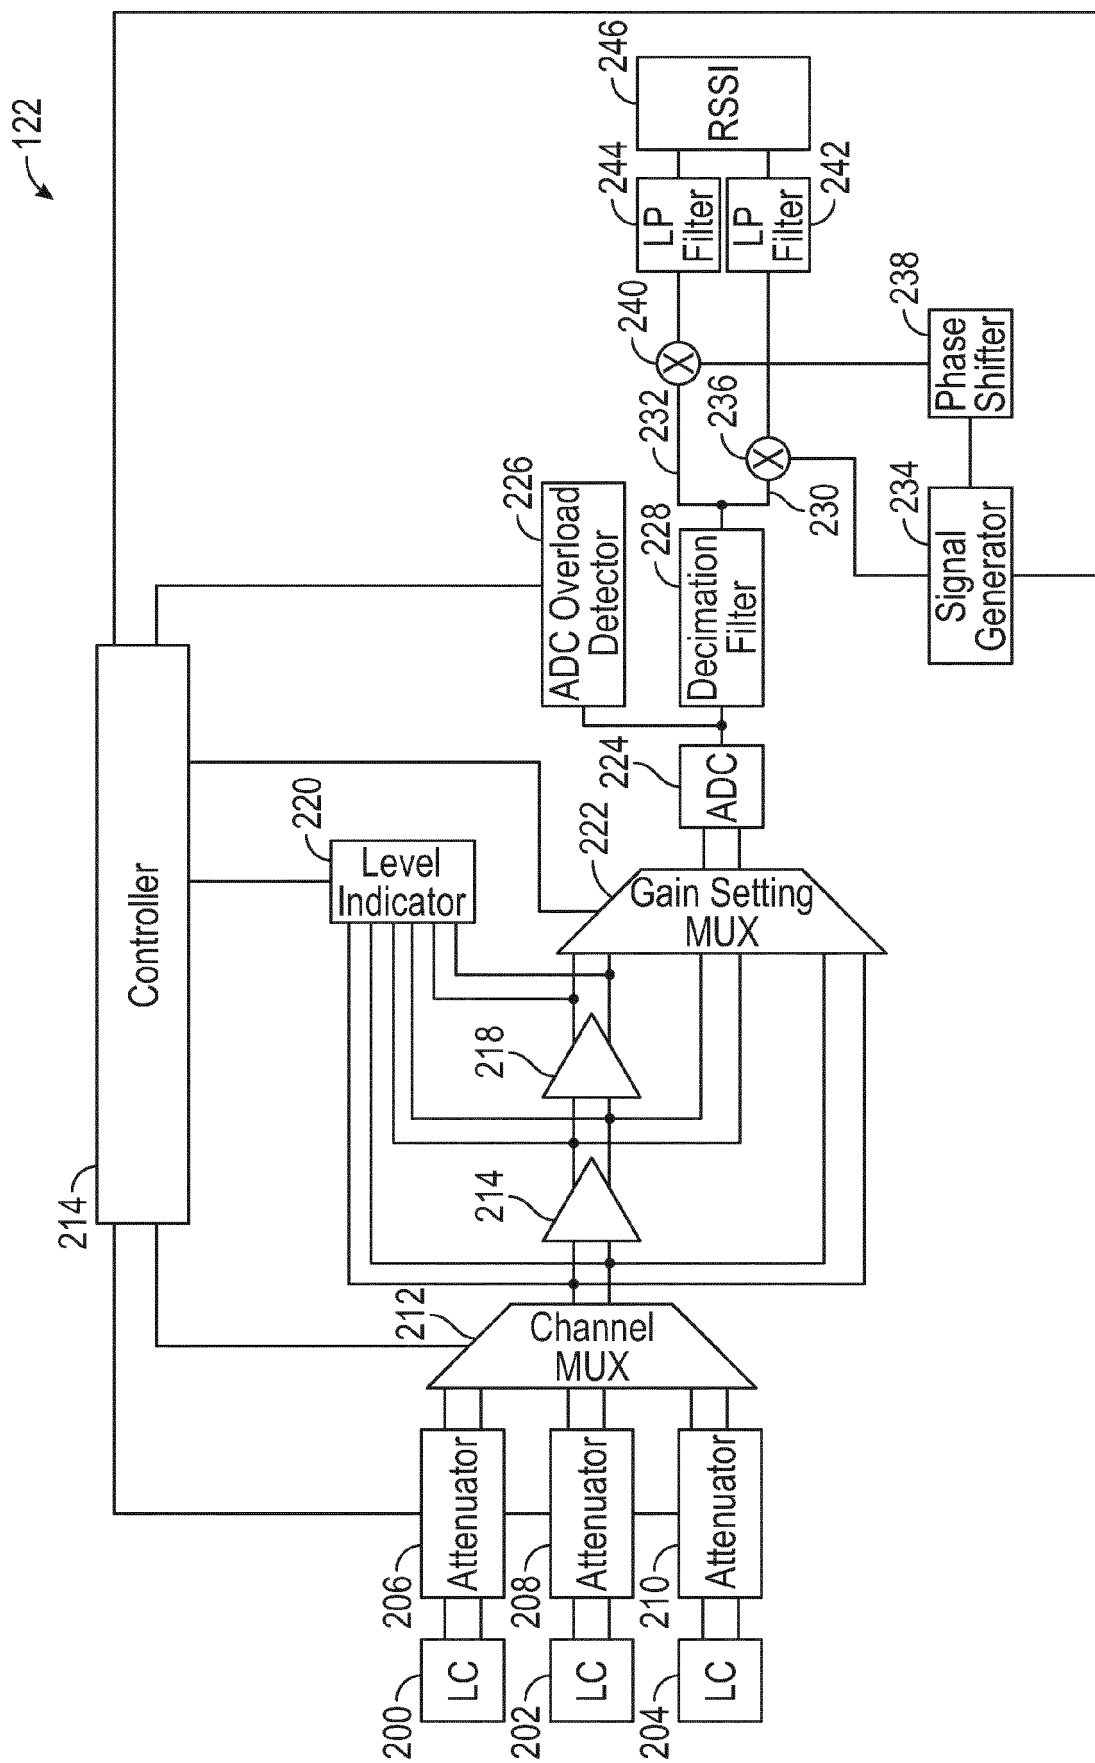 122
214
Controller
220
Level
Indicator
226
ADC Overload
Detector
200
LC
206
Attenuator
202
LC
208
Attenuator
204
LC
210
Attenuator
212
Channel
MUX
214
218
222
Gain Setting
MUX
224
ADC
228
Decimation
Filter
232
240
230
236
244
LP
Filter
LP
Filter
242
246
RSSI
234
Signal
Generator
238
Phase
Shifter
X
X